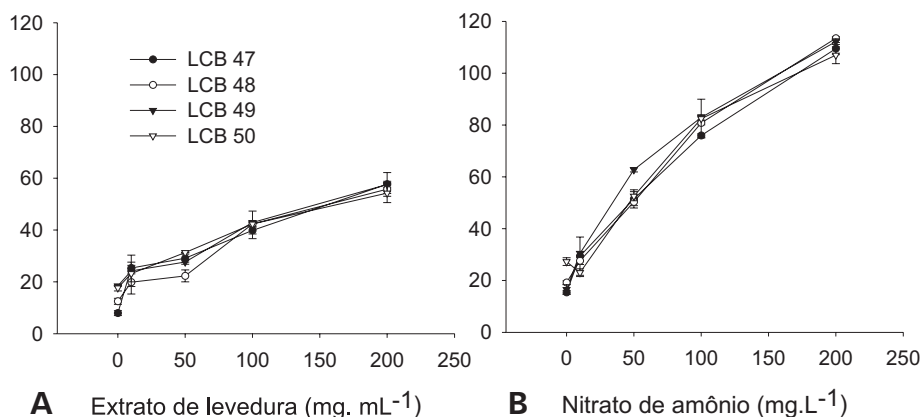 120
100
80
60
40
20
0
LCB 47
LCB 48
LCB 49
LCB 50
0 50 100 150 200 250
A Extrato de levedura (mg. mL-1)
120
100
80
60
40
20
0
0 50 100 150 200 250
B Nitrato de amônio (mg.L-1)